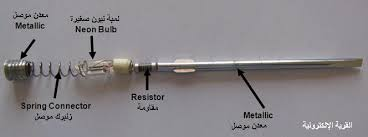 معدن موصل
Metallic
لمبة نيون صغيرة
Neon Bulb
Spring Connector
زنبرك موصل
Resistor
مقاومة
Metallic
معدن موصل
القرية الإلكترونية